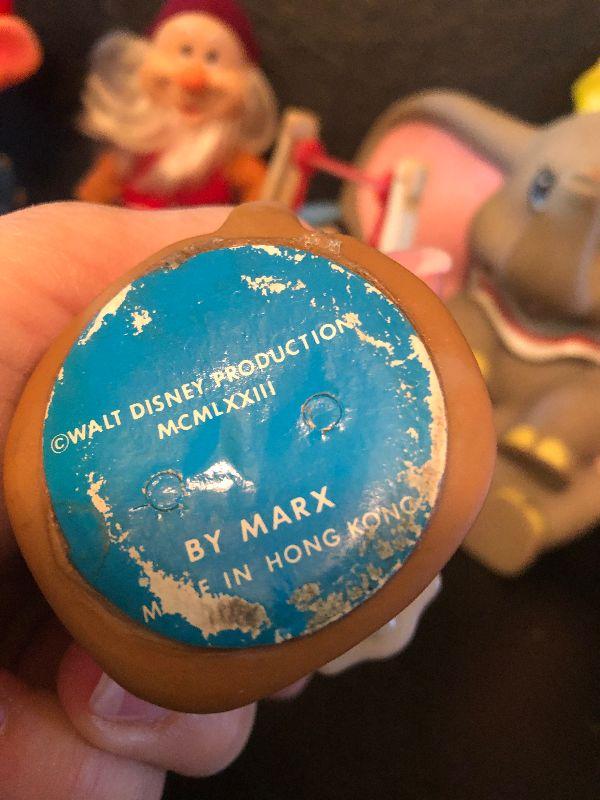 ©WALT DISNEY PRODUCTION
MCMLXXIII
BY MARX
M E IN HONG KONG